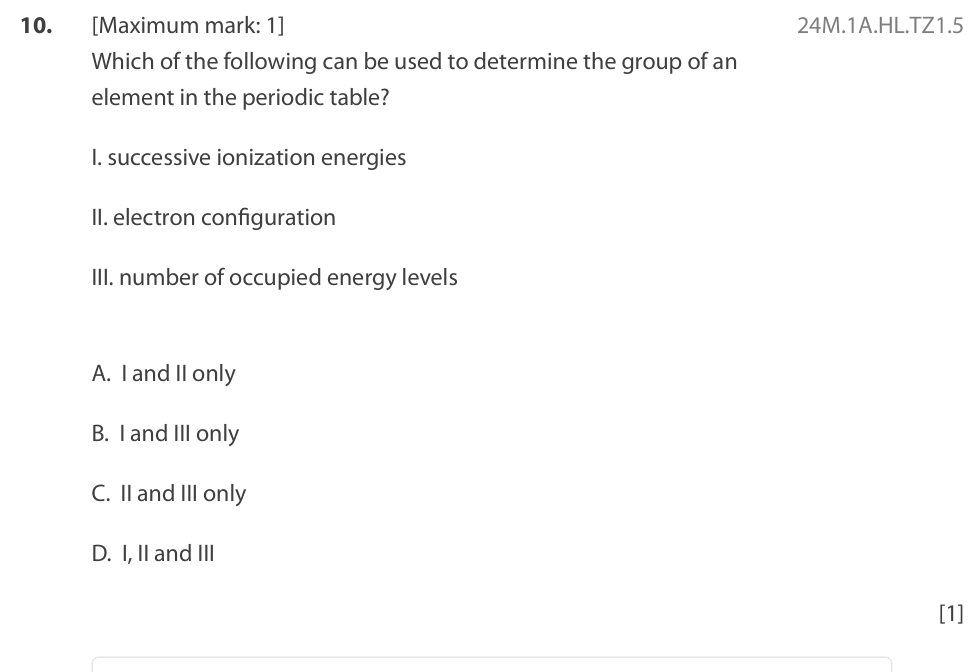 10. [Maximum mark: 1] 24M.1A.HL.TZ1.5
Which of the following can be used to determine the group of an
element in the periodic table?
I. successive ionization energies
II. electron configuration
III. number of occupied energy levels
A. I and II only
B. I and III only
C. II and III only
D. I, II and III
[1]